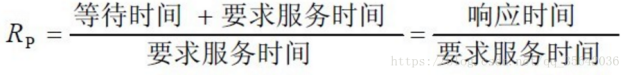 R_P = (等待时间 + 要求服务时间) / 要求服务时间 = 响应时间 / 要求服务时间